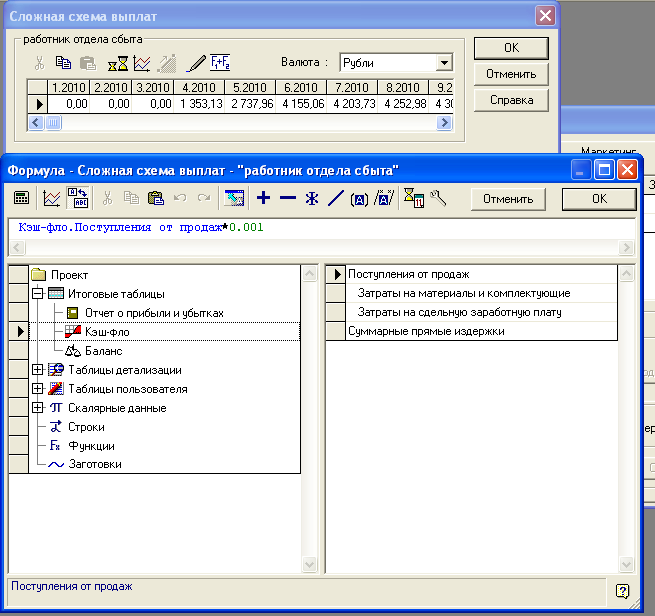 Сложная схема выплат
работник отдела сбыта
Валюта :
Рубли
OK
Отменить
Справка
1.2010 2.2010 3.2010 4.2010 5.2010 6.2010 7.2010 8.2010 9.2
0,00 0,00 0,00 1 353,13 2 737,96 4 155,06 4 203,73 4 252,98 4 30
Маркетинг
Формула - Сложная схема выплат - "работник отдела сбыта"
Отменить
OK
Кэш-фло.Поступления от продаж*0.001
Проект
Итоговые таблицы
Отчет о прибыли и убытках
Кэш-фло
Баланс
Таблицы детализации
Таблицы пользователя
Скалярные данные
Строки
Функции
Заготовки
Поступления от продаж
Затраты на материалы и комплектующие
Затраты на сдельную заработную плату
Суммарные прямые издержки
Поступления от продаж